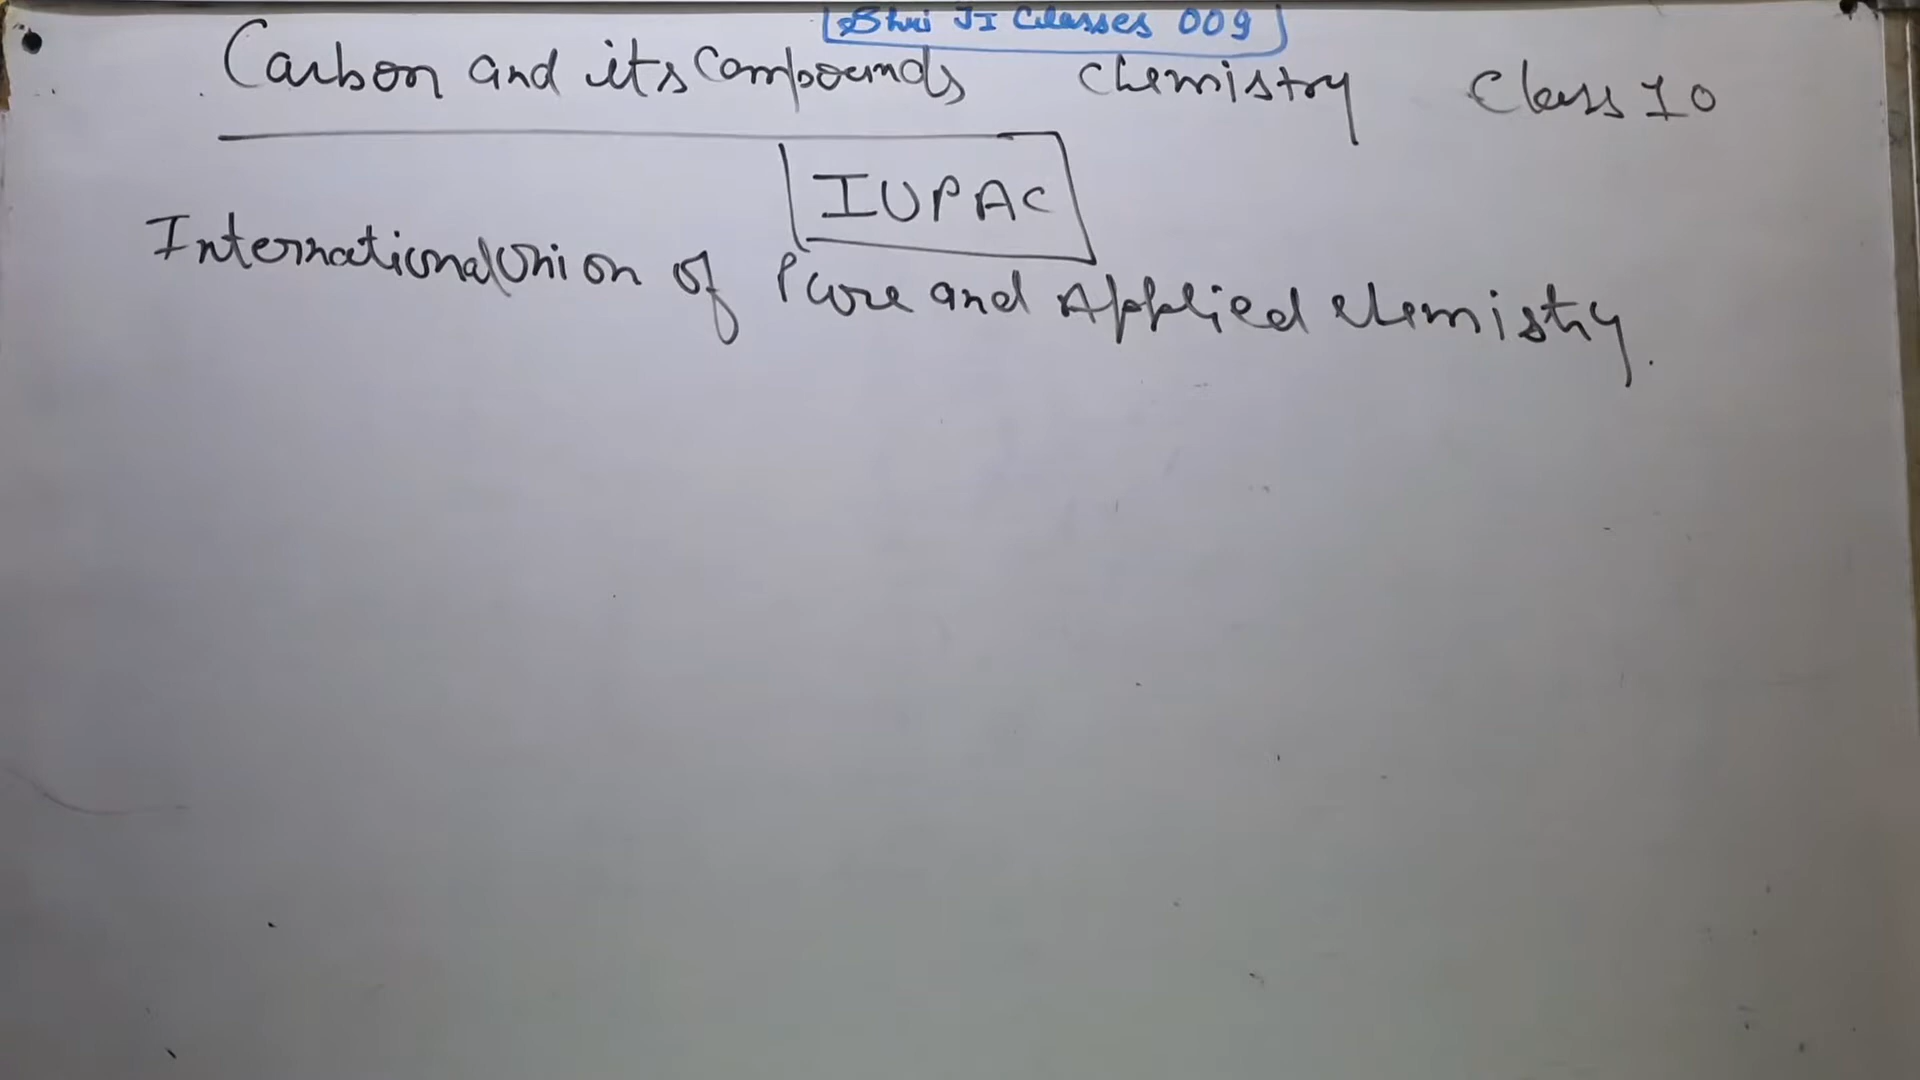 Shri JI Classes 009
Carbon and its Compounds Chemistry Class 10
IUPAC
International Union of Pure and Applied chemistry.